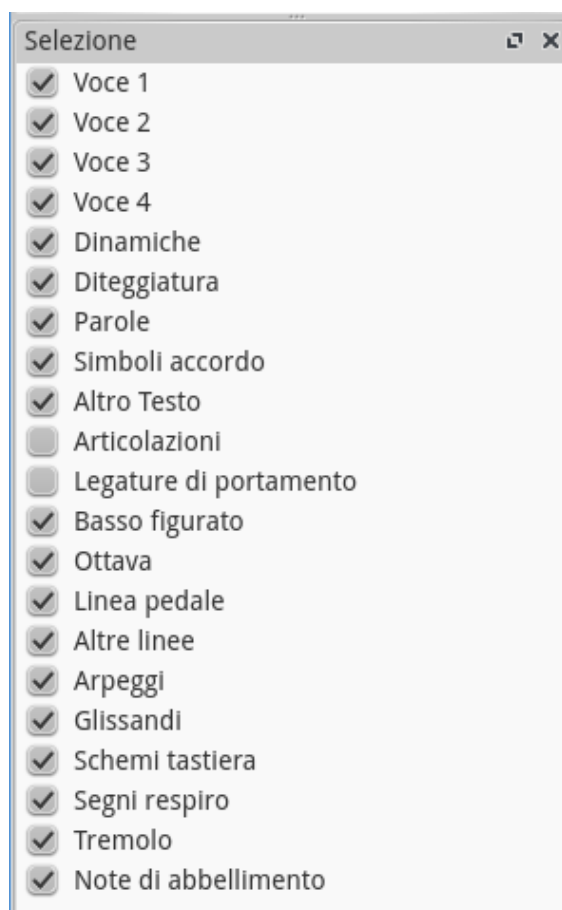 Selezione
Voce 1
Voce 2
Voce 3
Voce 4
Dinamiche
Diteggiatura
Parole
Simboli accordo
Altro Testo
Articolazioni
Legature di portamento
Basso figurato
Ottava
Linea pedale
Altre linee
Arpeggi
Glissandi
Schemi tastiera
Segni respiro
Tremolo
Note di abbellimento